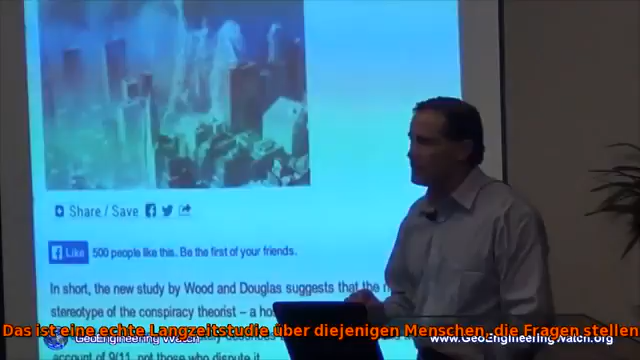 Share / Save
Like 500 people like this. Be the first of your friends.
In short, the new study by Wood and Douglas suggests that the
stereotype of the conspiracy theorist – a
Das ist eine echte Langzeitstudie über diejenigen Menschen, die Fragen stellen
GeoEngineering Watch
www.GeoEngineeringWatch.org
account of 9/11, not those who dispute it.